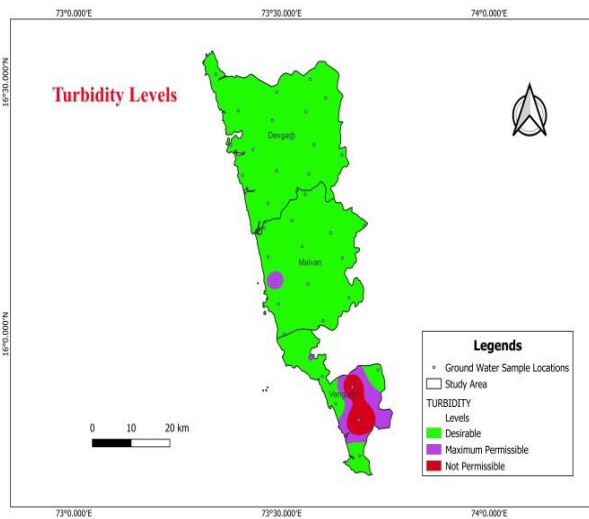 73°0.000'E 73°30.000'E 74°0.000'E
16°30.000'N
Turbidity Levels
Devgad
Malvan
16°0.000'N
Legends
Ground Water Sample Locations
Study Area
TURBIDITY
Levels
Desirable
Maximum Permissible
Not Permissible
0 10 20 km
73°0.000'E 73°30.000'E 74°0.000'E